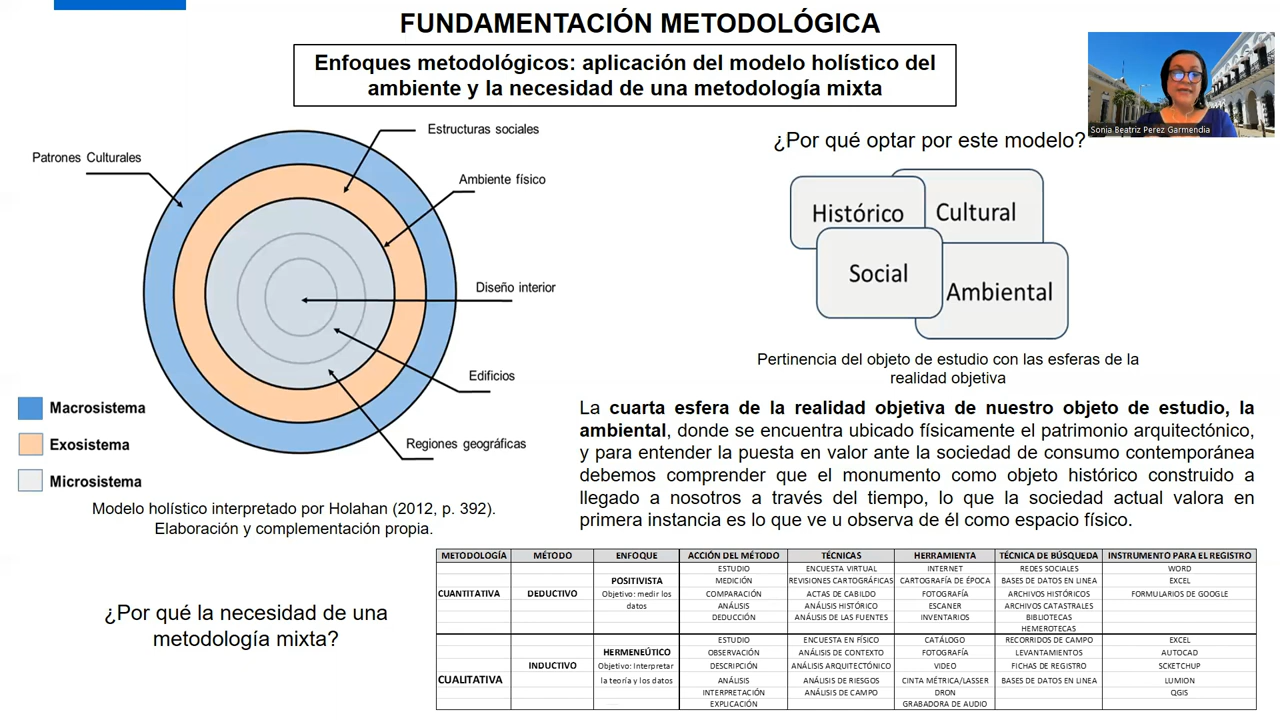 FUNDAMENTACIÓN METODOLÓGICA
Enfoques metodológicos: aplicación del modelo holístico del
ambiente y la necesidad de una metodología mixta
Sonia Beatriz Perez Garmendia
Estructuras sociales
Patrones Culturales
Ambiente físico
Diseño interior
Edificios
Regiones geográficas
Macrosistema
Exosistema
Microsistema
Modelo holístico interpretado por Holahan (2012, p. 392).
Elaboración y complementación propia.
¿Por qué optar por este modelo?
Histórico
Cultural
Social
Ambiental
Pertinencia del objeto de estudio con las esferas de la
realidad objetiva
La cuarta esfera de la realidad objetiva de nuestro objeto de estudio, la
ambiental, donde se encuentra ubicado físicamente el patrimonio arquitectónico,
y para entender la puesta en valor ante la sociedad de consumo contemporánea
debemos comprender que el monumento como objeto histórico construido a
llegado a nosotros a través del tiempo, lo que la sociedad actual valora en
primera instancia es lo que ve u observa de él como espacio físico.
¿Por qué la necesidad de una
metodología mixta?
METODOLOGÍA MÉTODO ENFOQUE ACCIÓN DEL MÉTODO TÉCNICAS HERRAMIENTA TÉCNICA DE BÚSQUEDA INSTRUMENTO PARA EL REGISTRO
ESTUDIO ENCUESTA VIRTUAL INTERNET REDES SOCIALES WORD
POSITIVISTA MEDICIÓN REVISIONES CARTOGRÁFICAS CARTOGRAFÍA DE ÉPOCA BASES DE DATOS EN LINEA EXCEL
CUANTITATIVA DEDUCTIVO Objetivo: medir los COMPARACIÓN ACTAS DE CABILDO FOTOGRAFÍA ARCHIVOS HISTÓRICOS FORMULARIOS DE GOOGLE
datos ANÁLISIS ANÁLISIS HISTÓRICO ESCANER ARCHIVOS CATASTRALES
DEDUCCIÓN ANÁLISIS DE LAS FUENTES INVENTARIOS BIBLIOTECAS
HEMEROTECAS
ESTUDIO ENCUESTA EN FÍSICO CATÁLOGO RECORRIDOS DE CAMPO EXCEL
HERMENEÚTICO OBSERVACIÓN ANÁLISIS DE CONTEXTO FOTOGRAFÍA LEVANTAMIENTOS AUTOCAD
INDUCTIVO Objetivo: Interpretar DESCRIPCIÓN ANÁLISIS ARQUITECTÓNICO VIDEO FICHAS DE REGISTRO SCKETCHUP
CUALITATIVA la teoría y los datos ANÁLISIS ANÁLISIS DE RIESGOS CINTA MÉTRICA/LASSER BASES DE DATOS EN LINEA LUMION
INTERPRETACIÓN ANÁLISIS DE CAMPO DRON QGIS
EXPLICACIÓN GRABADORA DE AUDIO